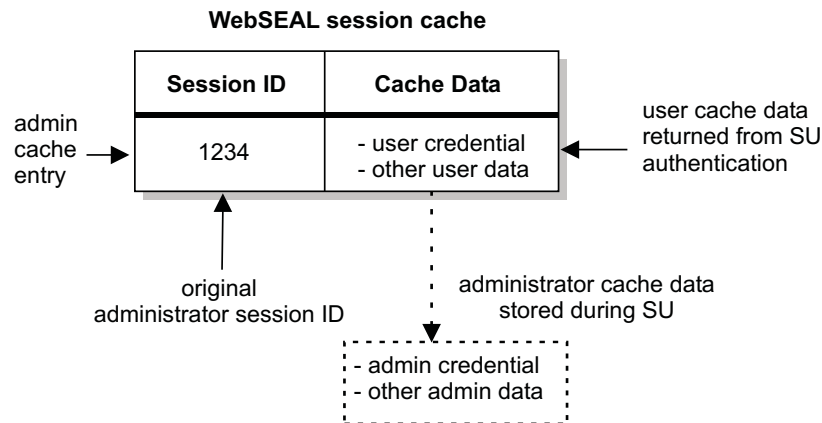 WebSEAL session cache
Session ID
Cache Data
admin
cache
entry
1234
- user credential
- other user data
user cache data
returned from SU
authentication
original
administrator session ID
administrator cache data
stored during SU
- admin credential
- other admin data